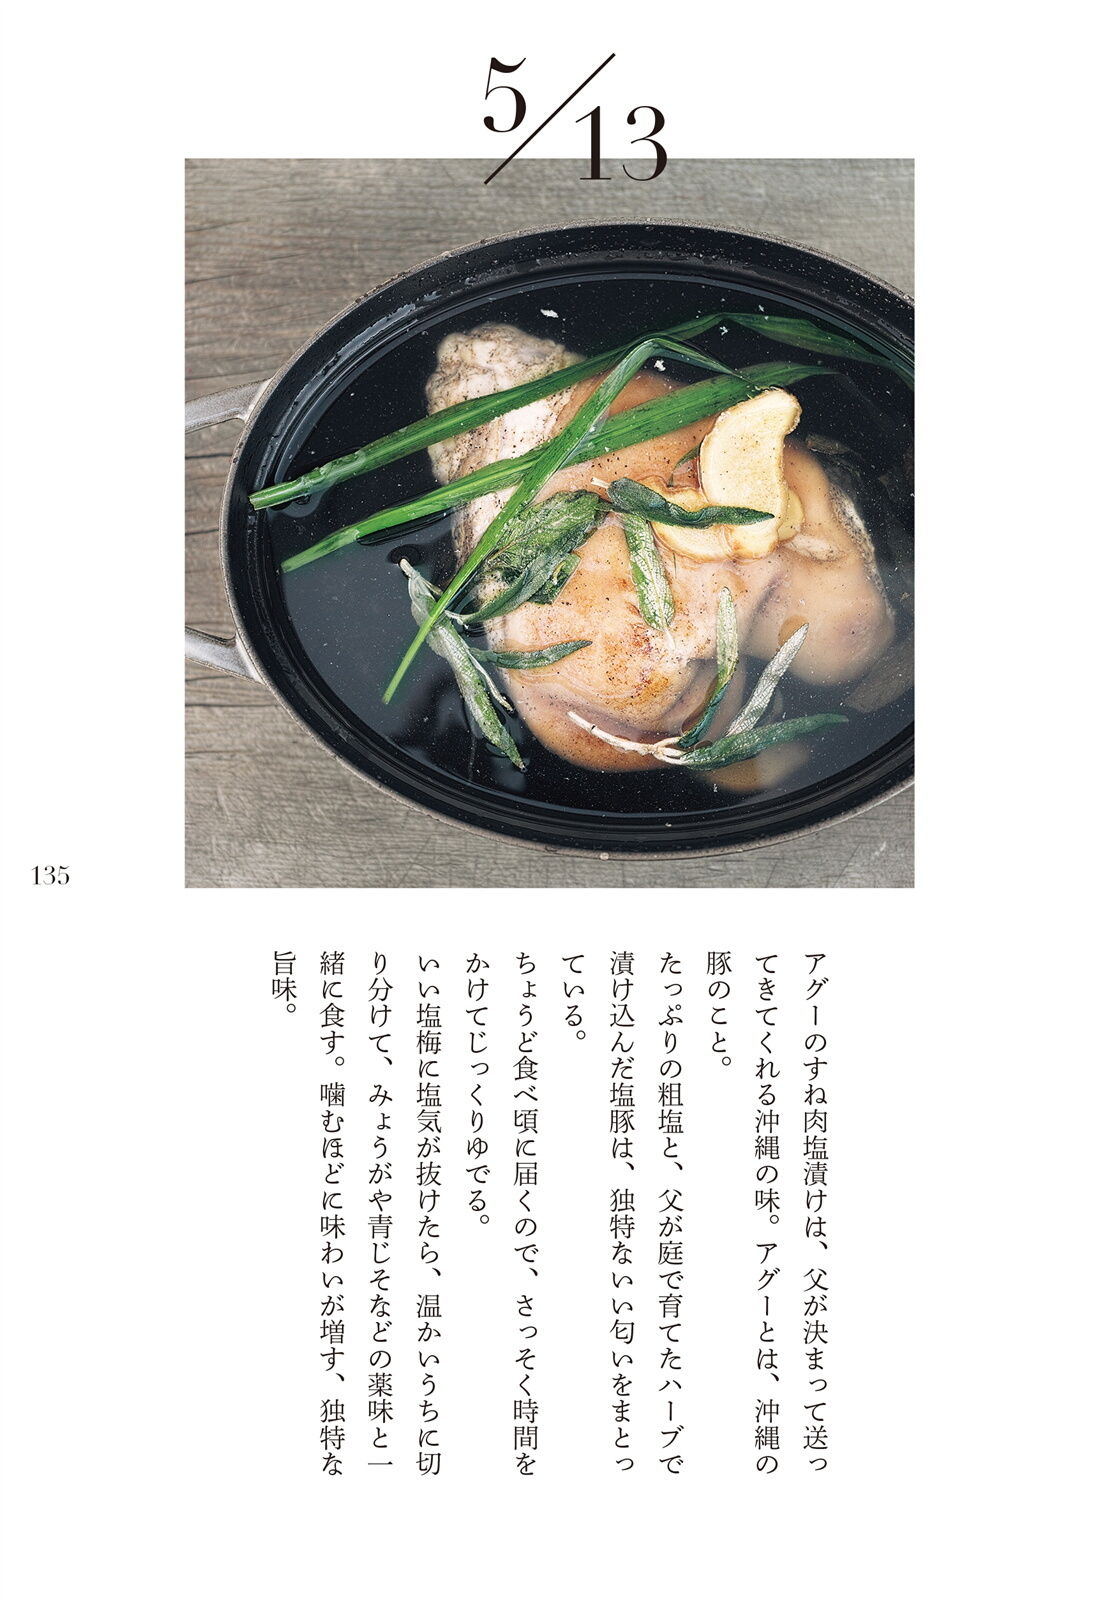 5/13
アグーのすね肉塩漬けは、父が決まって送っ
てきてくれる沖縄の味。アグーとは、沖縄の
豚のこと。
たっぷりの粗塩と、父が庭で育てたハーブで
漬け込んだ塩豚は、独特ないい匂いをまとっ
ている。
ちょうど食べ頃に届くので、さっそく時間を
かけてじっくりゆでる。
いい塩梅に塩気が抜けたら、温かいうちに切
り分けて、みょうがや青じそなどの薬味と一
緒に食す。噛むほどに味わいが増す、独特な
旨味。
135